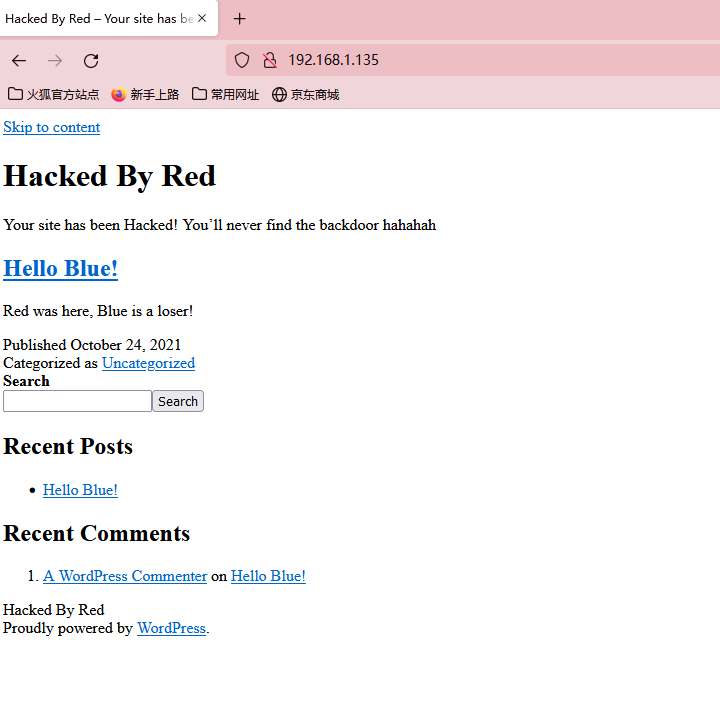 Hacked By Red – Your site has be
192.168.1.135
火狐官方站点 新手上路 常用网址 京东商城
Skip to content
Hacked By Red
Your site has been Hacked! You’ll never find the backdoor hahahah
Hello Blue!
Red was here, Blue is a loser!
Published October 24, 2021
Categorized as Uncategorized
Search
Search
Recent Posts
Hello Blue!
Recent Comments
1. A WordPress Commenter on Hello Blue!
Hacked By Red
Proudly powered by WordPress.